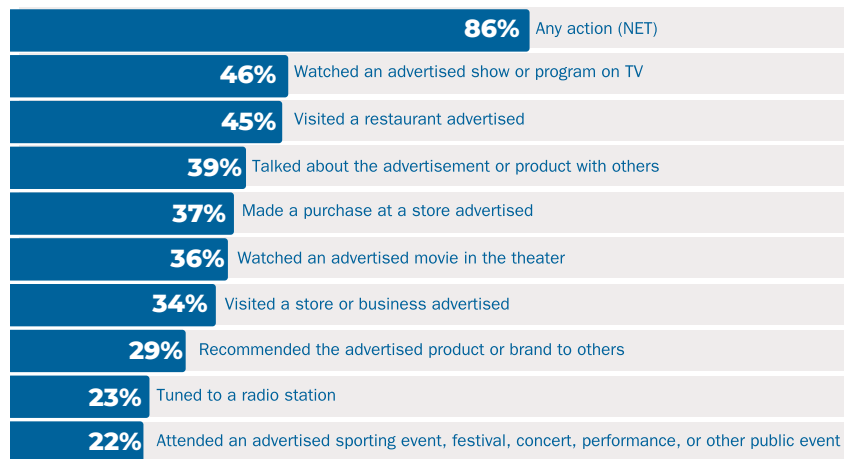 86% Any action (NET)
46% Watched an advertised show or program on TV
45% Visited a restaurant advertised
39% Talked about the advertisement or product with others
37% Made a purchase at a store advertised
36% Watched an advertised movie in the theater
34% Visited a store or business advertised
29% Recommended the advertised product or brand to others
23% Tuned to a radio station
22% Attended an advertised sporting event, festival, concert, performance, or other public event